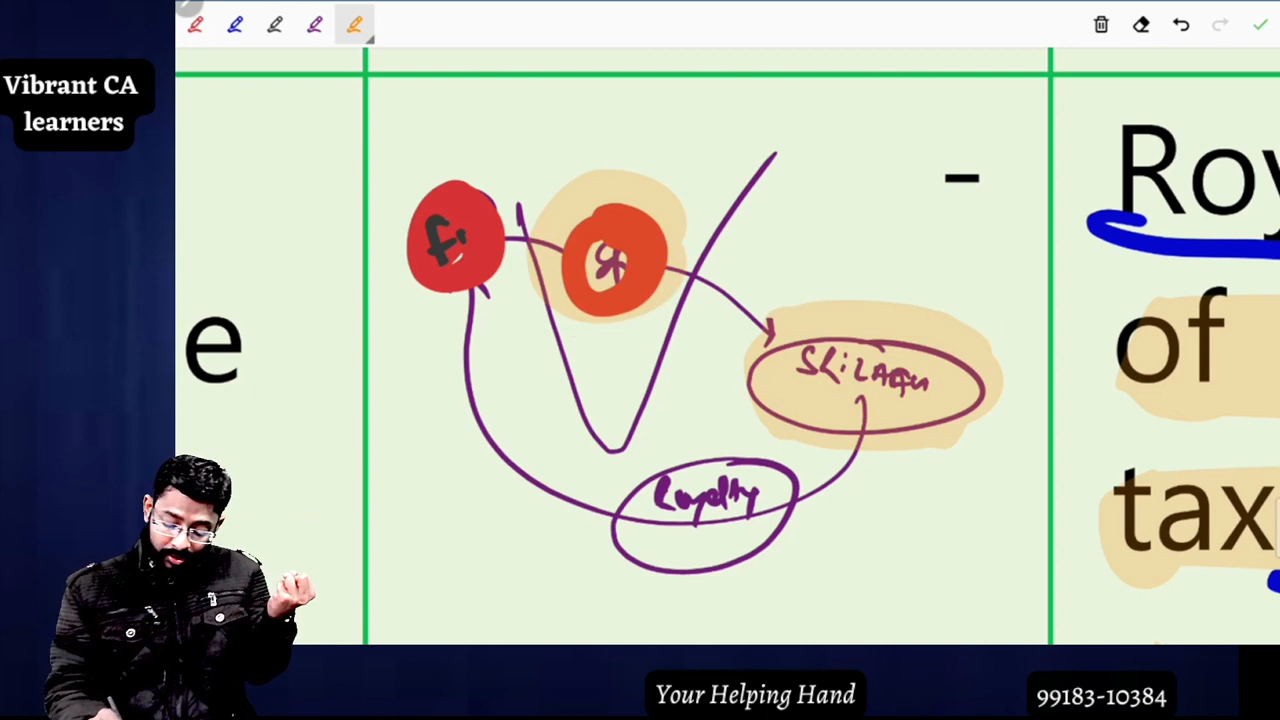 Vibrant CA
learners
e
-
Roy
of
tax
Royalty
Your Helping Hand
99183-10384